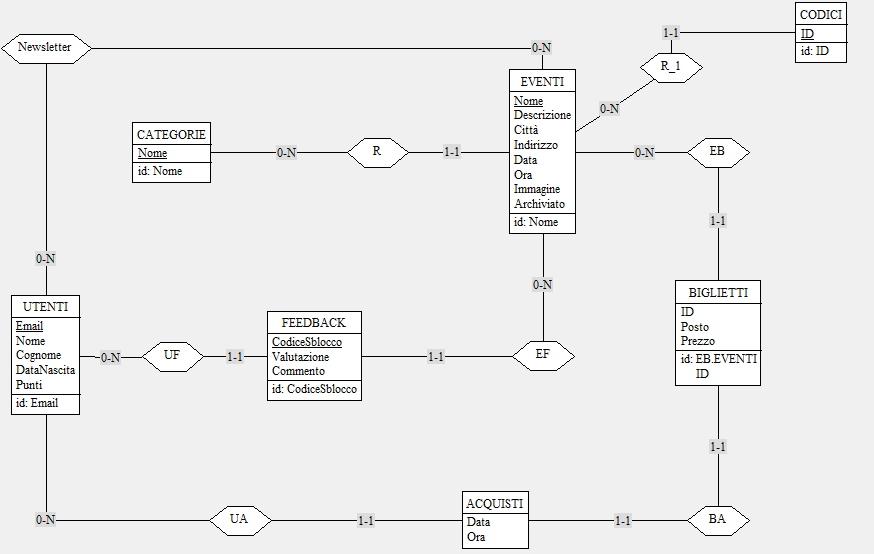 CODICI
ID
id: ID
1-1
R_1
0-N
Newsletter
0-N
EVENTI
Nome
Descrizione
Città
Indirizzo
Data
Ora
Immagine
Archiviato
id: Nome
CATEGORIE
Nome
id: Nome
0-N
R
1-1
0-N
EB
1-1
0-N
0-N
UTENTI
Email
Nome
Cognome
DataNascita
Punti
id: Email
0-N
UF
1-1
FEEDBACK
CodiceSblocco
Valutazione
Commento
id: CodiceSblocco
1-1
EF
BIGLIETTI
ID
Posto
Prezzo
id: EB.EVENTI
ID
1-1
0-N
UA
1-1
ACQUISTI
Data
Ora
1-1
BA